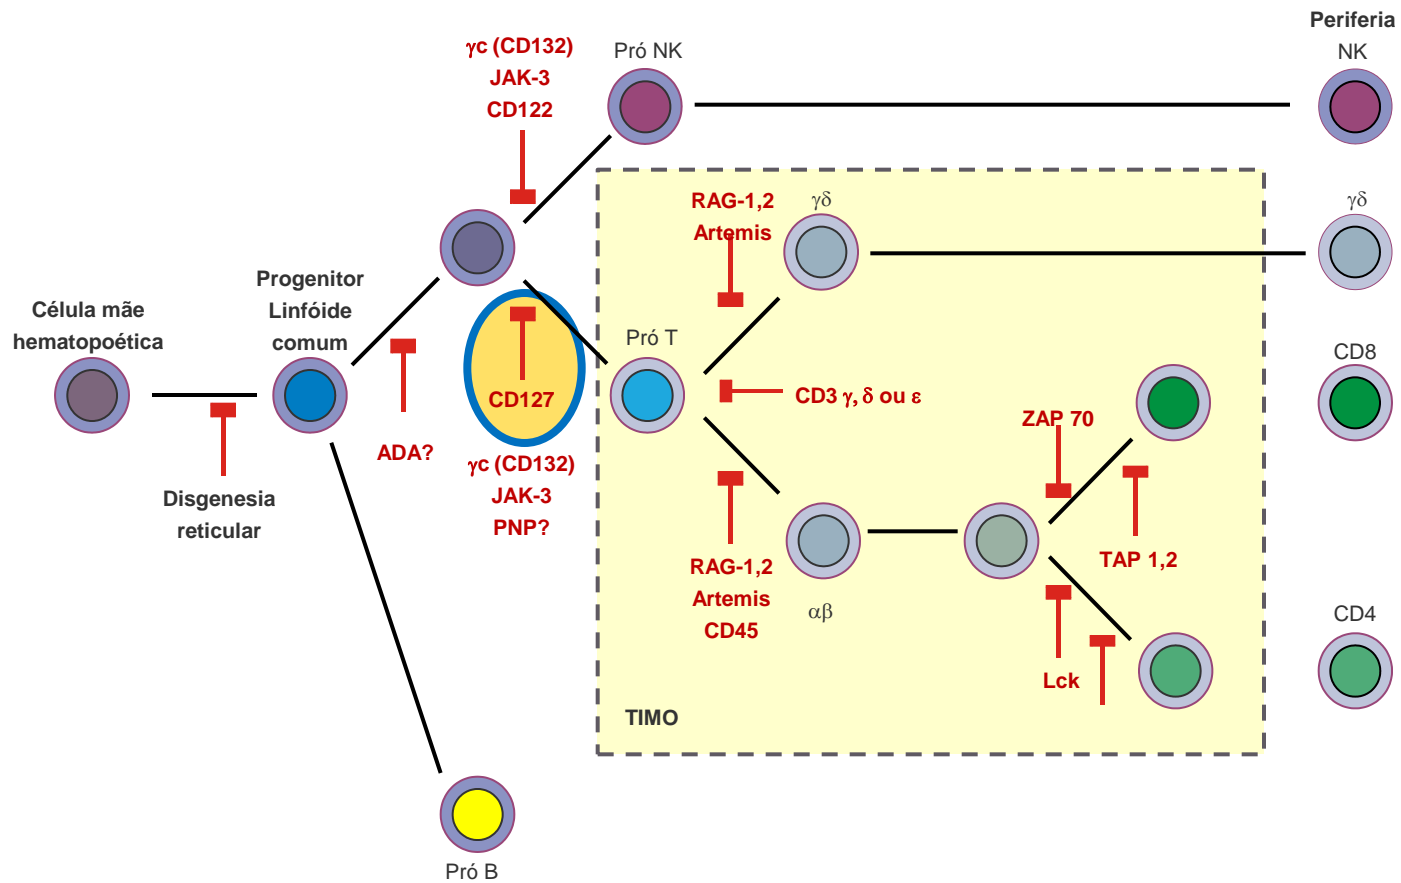 Periferia
NK
γc (CD132)
JAK-3
CD122
Pró NK
RAG-1,2
Artemis
γδ
γδ
Progenitor
Linfóide
comum
Célula mãe
hematopoética
Pró T
CD8
CD127
CD3 γ, δ ou ε
ZAP 70
ADA?
γc (CD132)
JAK-3
PNP?
Disgenesia
reticular
RAG-1,2
Artemis
CD45
αβ
TAP 1,2
CD4
Lck
TIMO
Pró B